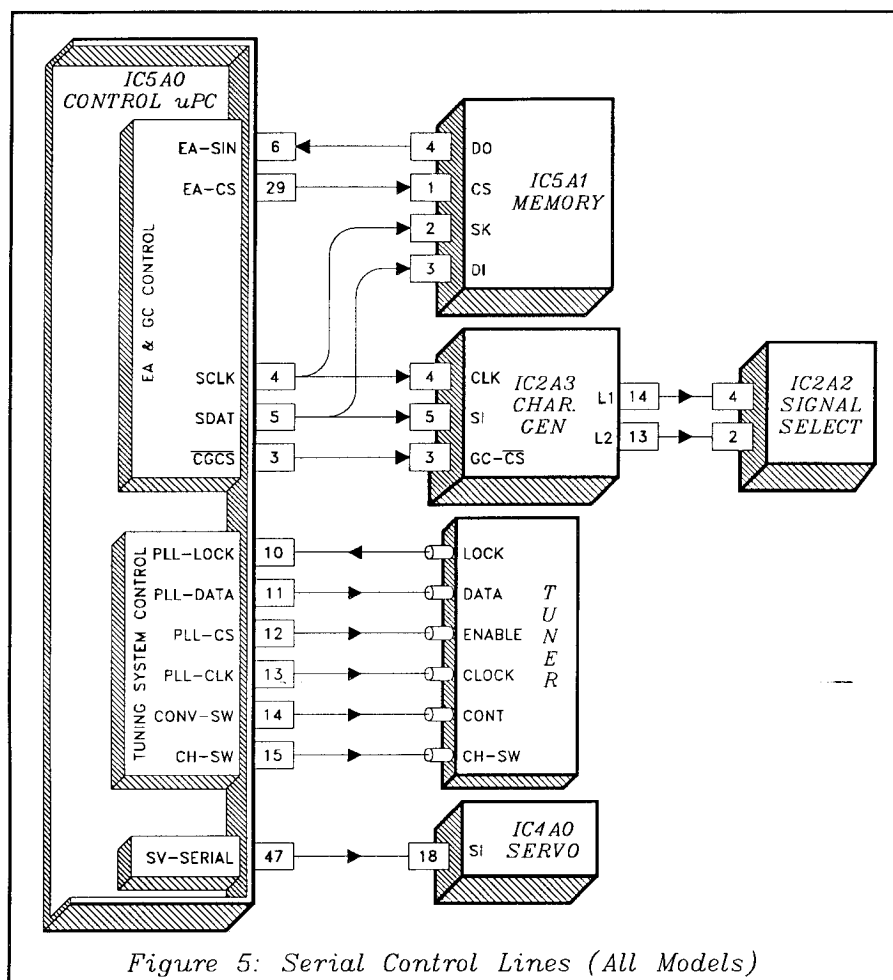 IC5A0
CONTROL uPC
EA & GC CONTROL
EA-SIN 6 4 DO
EA-CS 29 1 CS
2 SK
3 DI
IC5A1
MEMORY
SCLK 4 4 CLK
SDAT 5 5 SI
CGCS 3 3 GC-CS
IC2A3
CHAR.
GEN
L1 14 4
L2 13 2
IC2A2
SIGNAL
SELECT
TUNING SYSTEM CONTROL
PLL-LOCK 10 LOCK
PLL-DATA 11 DATA
PLL-CS 12 ENABLE
PLL-CLK 13 CLOCK
CONV-SW 14 CONT
CH-SW 15 CH-SW
TUNER
SV-SERIAL 47 18 SI
IC4A0
SERVO
Figure 5: Serial Control Lines (All Models)